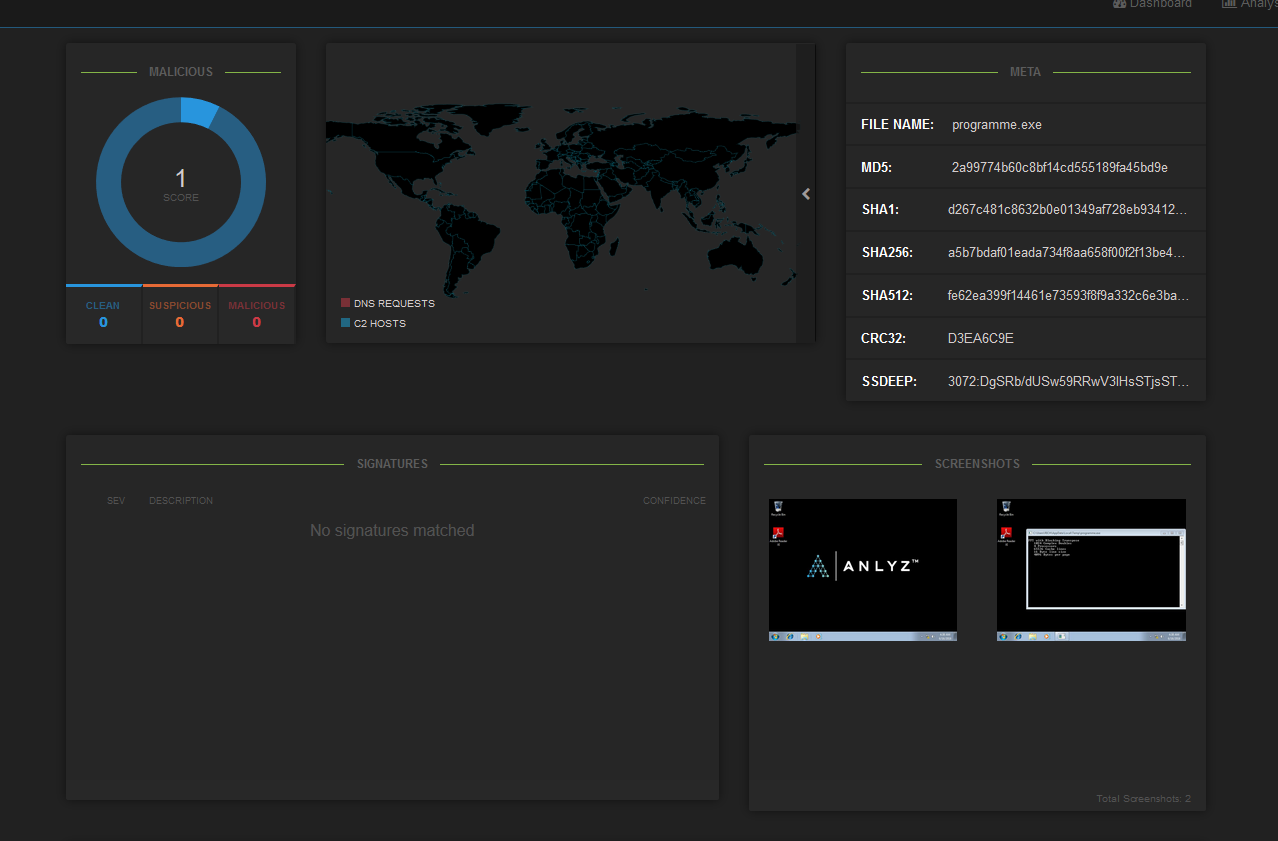 Dashboard
Analys
MALICIOUS
1
SCORE
CLEAN
0
SUSPICIOUS
0
MALICIOUS
0
DNS REQUESTS
C2 HOSTS
META
FILE NAME: programme.exe
MD5: 2a99774b60c8bf14cd555189fa45bd9e
SHA1: d267c481c8632b0e01349af728eb93412...
SHA256: a5b7bdaf01eada734f8aa658f00f2f13be4...
SHA512: fe62ea399f14461e73593f8f9a332c6e3ba...
CRC32: D3EA6C9E
SSDEEP: 3072:DgSRb/dUSw59RRwV3lHsSTjsST...
SIGNATURES
SEV DESCRIPTION CONFIDENCE
No signatures matched
SCREENSHOTS
ANLYZ™
Total Screenshots: 2